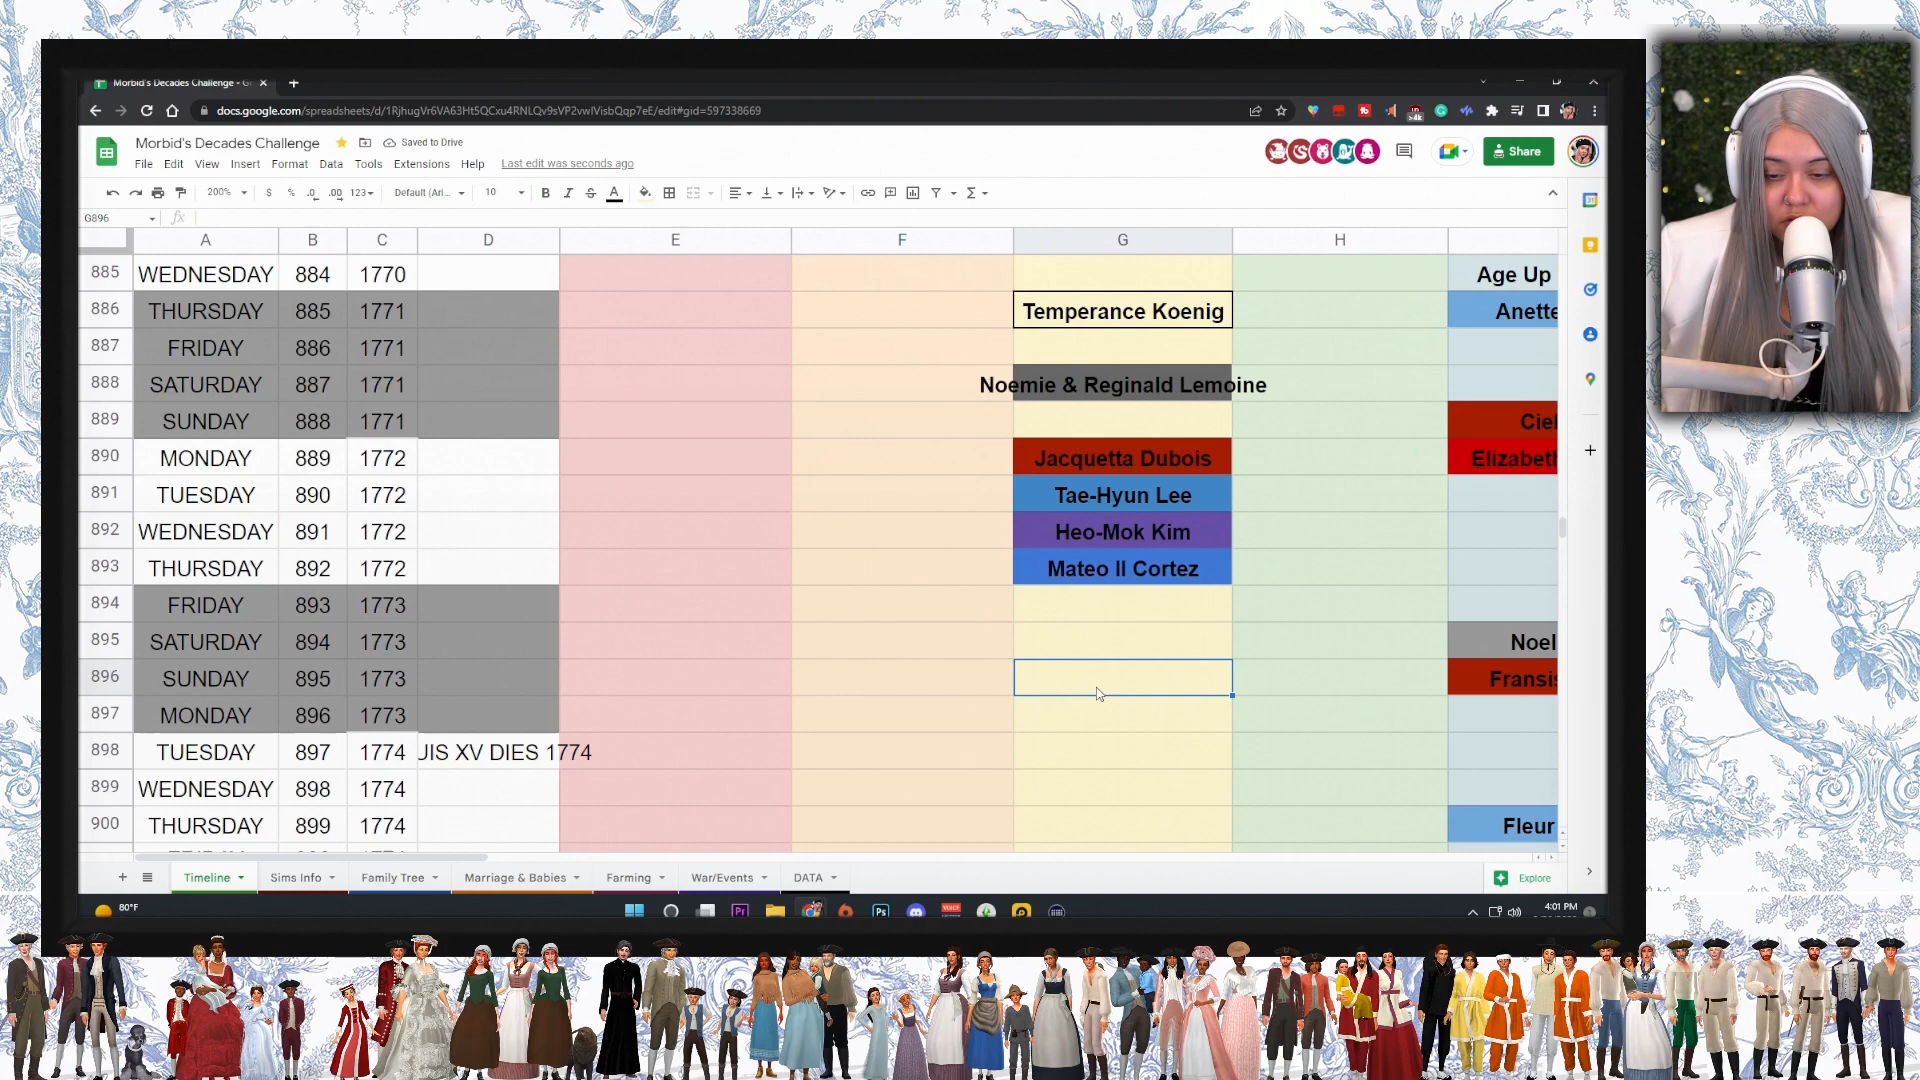 Morbid's Decades Challenge - G
docs.google.com/spreadsheets/d/1RjhugVr6VA63Ht5QCxu4RNLQv9sVP2vwIVisbQqp7eE/edit#gid=597338669
Morbid's Decades Challenge
Saved to Drive
File Edit View Insert Format Data Tools Extensions Help Last edit was seconds ago
Share
200% $ % .0 .00 123 Default (Ari... 10 B I S A
G896 fx
A B C D E F G H
885 WEDNESDAY 884 1770 Age Up
886 THURSDAY 885 1771 Temperance Koenig Anette
887 FRIDAY 886 1771
888 SATURDAY 887 1771 Noemie & Reginald Lemoine
889 SUNDAY 888 1771 Ciel
890 MONDAY 889 1772 Jacquetta Dubois Elizabeth
891 TUESDAY 890 1772 Tae-Hyun Lee
892 WEDNESDAY 891 1772 Heo-Mok Kim
893 THURSDAY 892 1772 Mateo II Cortez
894 FRIDAY 893 1773
895 SATURDAY 894 1773 Noel
896 SUNDAY 895 1773 Fransis
897 MONDAY 896 1773
898 TUESDAY 897 1774 UIS XV DIES 1774
899 WEDNESDAY 898 1774
900 THURSDAY 899 1774 Fleur
Timeline Sims Info Family Tree Marriage & Babies Farming War/Events DATA Explore
80°F
4:01 PM